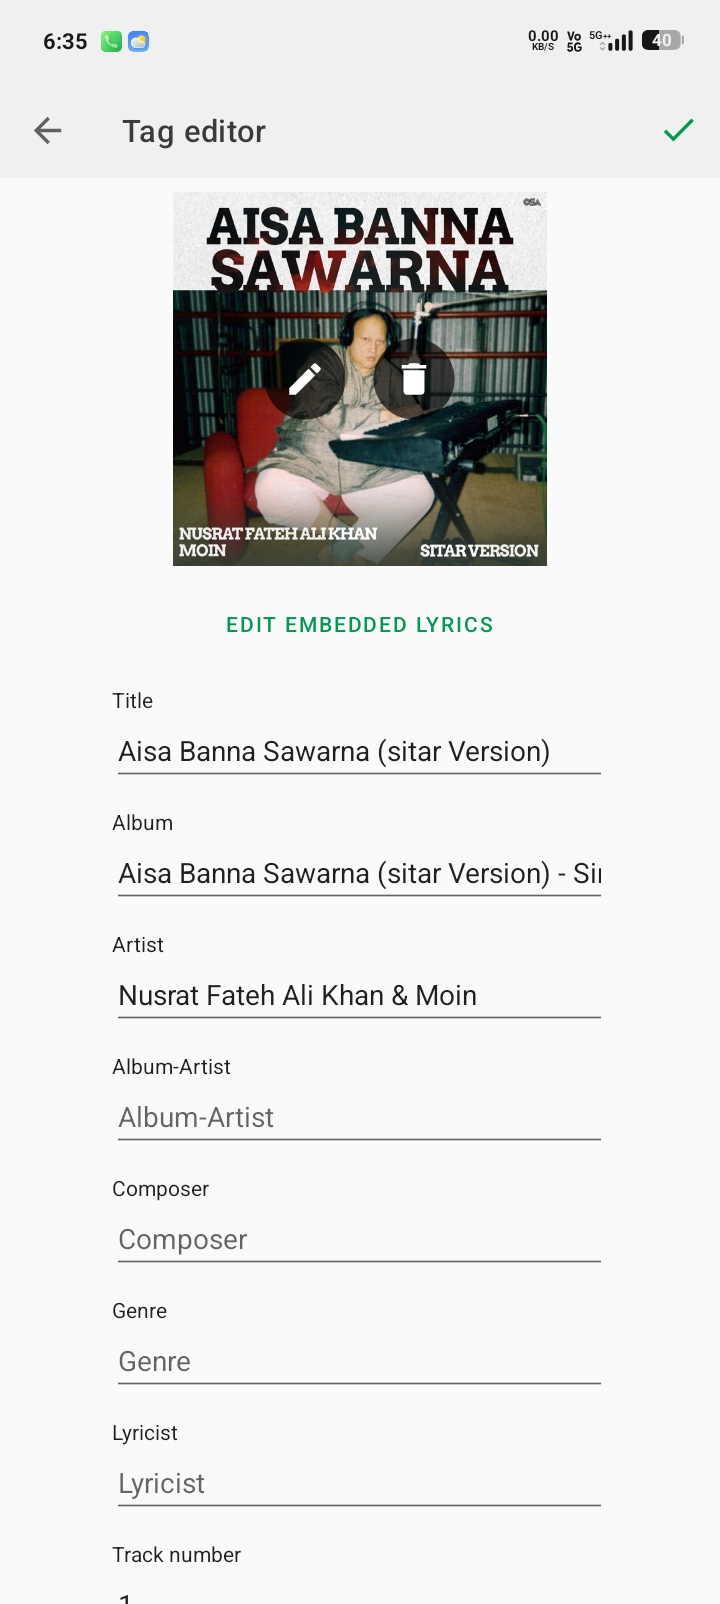 6:35
0.00
KB/S
Vo
5G
5G++
40
Tag editor
OSA
AISA BANNA
SAWARNA
NUSRAT FATEH ALI KHAN
MOIN
SITAR VERSION
EDIT EMBEDDED LYRICS
Title
Aisa Banna Sawarna (sitar Version)
Album
Aisa Banna Sawarna (sitar Version) - Si
Artist
Nusrat Fateh Ali Khan & Moin
Album-Artist
Album-Artist
Composer
Composer
Genre
Genre
Lyricist
Lyricist
Track number
1